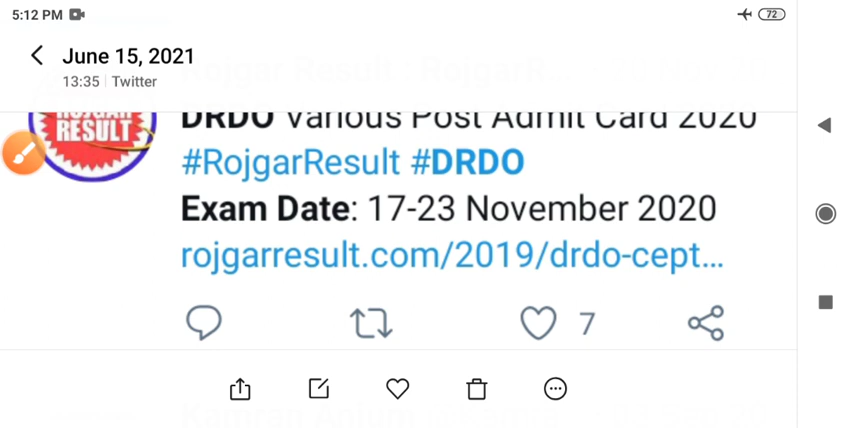 5:12 PM
72
June 15, 2021
13:35 | Twitter
RESULT
DRDO Various Post Admit Card 2020
#RojgarResult #DRDO
Exam Date: 17-23 November 2020
rojgarresult.com/2019/drdo-cept...
7